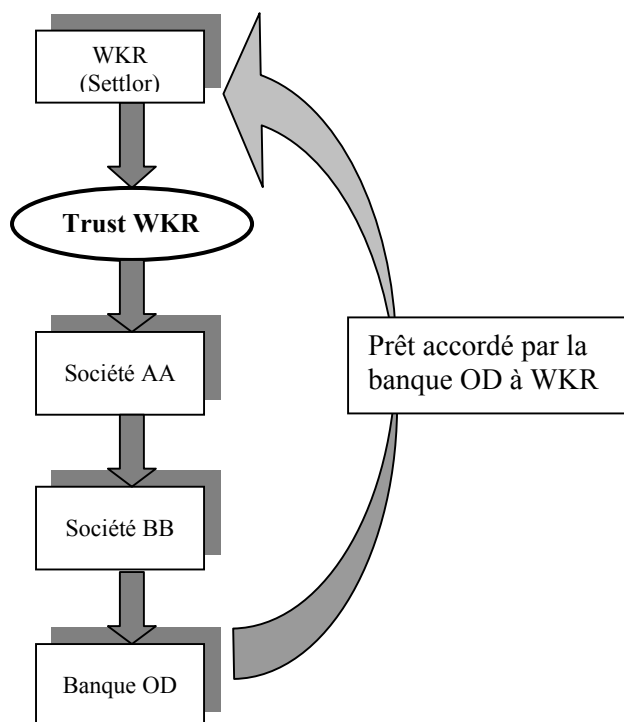 WKR
(Settlor)
Trust WKR
Société AA
Prêt accordé par la
banque OD à WKR
Société BB
Banque OD